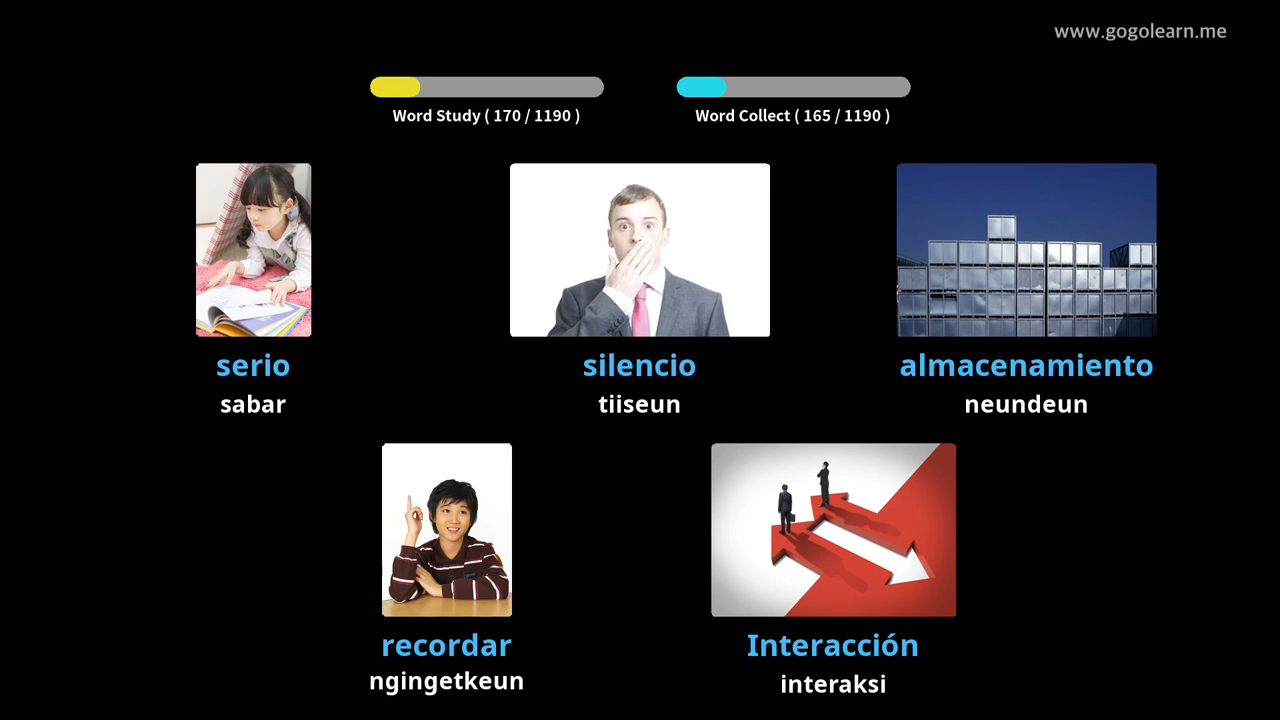 www.gogolearn.me
Word Study ( 170 / 1190 )
Word Collect ( 165 / 1190 )
serio
sabar
silencio
tiiseun
almacenamiento
neundeun
recordar
ngingetkeun
Interacción
interaksi